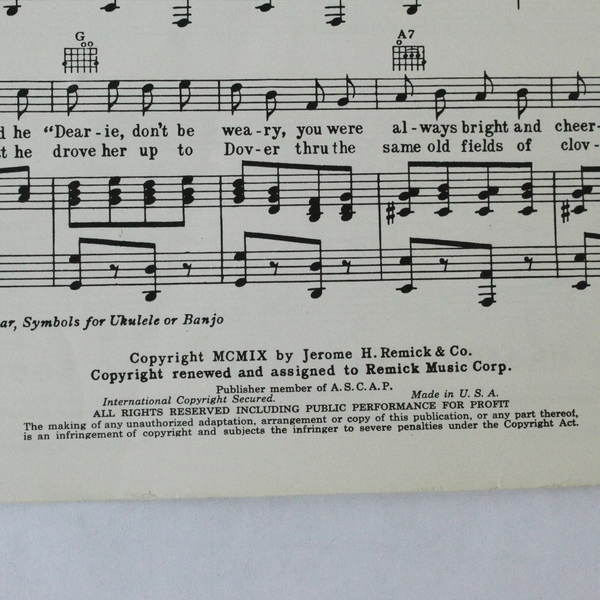 G A7
he "Dear-ie, don't be wea-ry, you were al-ways bright and cheer-
he drove her up to Dov-er thru the same old fields of clov-
ar, Symbols for Ukulele or Banjo
Copyright MCMIX by Jerome H. Remick & Co.
Copyright renewed and assigned to Remick Music Corp.
Publisher member of A.S.C.A.P.
International Copyright Secured. Made in U.S.A.
ALL RIGHTS RESERVED INCLUDING PUBLIC PERFORMANCE FOR PROFIT
The making of any unauthorized adaptation, arrangement or copy of this publication, or any part thereof,
is an infringement of copyright and subjects the infringer to severe penalties under the Copyright Act.